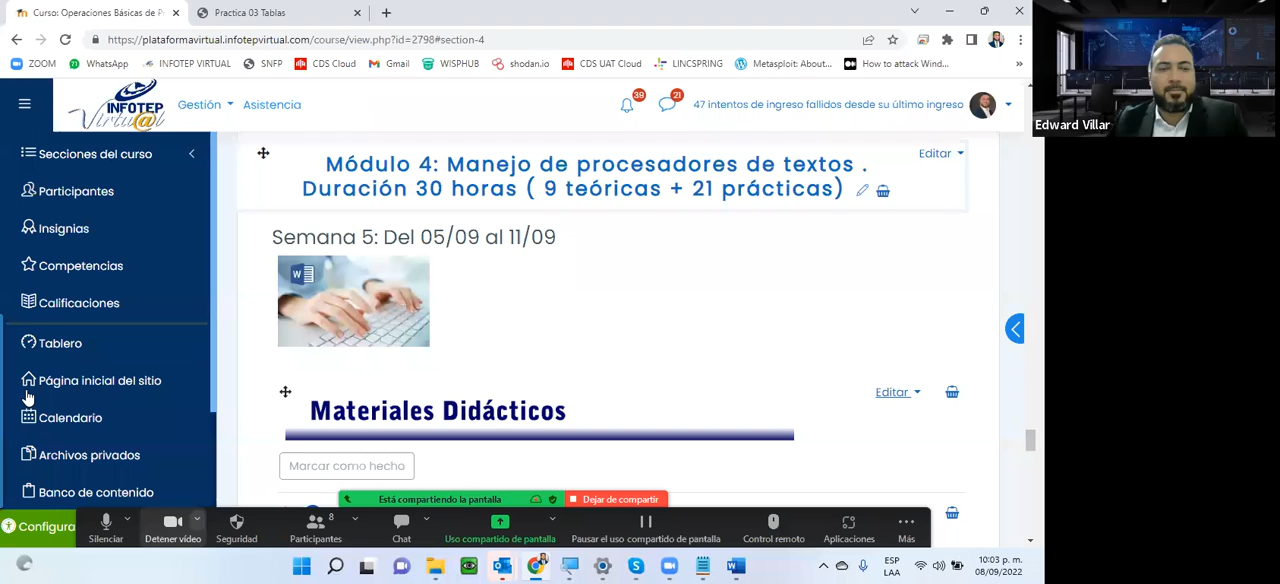 Curso: Operaciones Básicas de P
Practica 03 Tablas
https://plataformavirtual.infotepvirtual.com/course/view.php?id=2798#section-4
ZOOM
WhatsApp
INFOTEP VIRTUAL
SNFP
CDS Cloud
Gmail
WISPHUB
shodan.io
CDS UAT Cloud
LINCSPRING
Metasploit: About...
How to attack Wind...
INFOTEP
Virtu@l
Gestión
Asistencia
39
21
47 intentos de ingreso fallidos desde su último ingreso
Edward Villar
Secciones del curso
Participantes
Insignias
Competencias
Calificaciones
Tablero
Página inicial del sitio
Calendario
Archivos privados
Banco de contenido
Configura
Editar
Módulo 4: Manejo de procesadores de textos .
Duración 30 horas ( 9 teóricas + 21 prácticas)
Semana 5: Del 05/09 al 11/09
W
Editar
Materiales Didácticos
Marcar como hecho
Está compartiendo la pantalla
Dejar de compartir
8
Silenciar
Detener vídeo
Seguridad
Participantes
Chat
Uso compartido de pantalla
Pausar el uso compartido de pantalla
Control remoto
Aplicaciones
Más
ESP
LAA
10:03 p. m.
08/09/2022